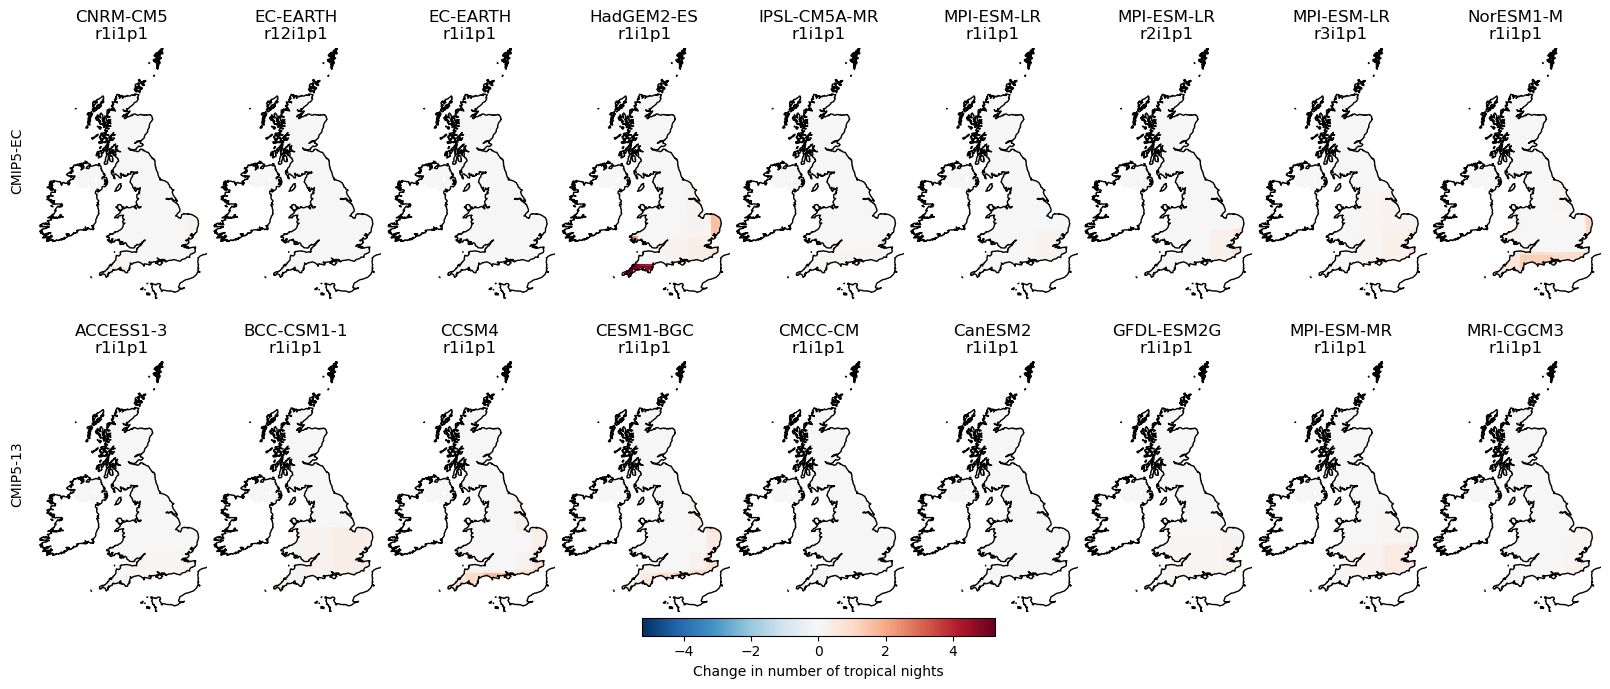 CNRM-CM5
r1i1p1
EC-EARTH
r12i1p1
EC-EARTH
r1i1p1
HadGEM2-ES
r1i1p1
IPSL-CM5A-MR
r1i1p1
MPI-ESM-LR
r1i1p1
MPI-ESM-LR
r2i1p1
MPI-ESM-LR
r3i1p1
NorESM1-M
r1i1p1
CMIP5-EC
ACCESS1-3
r1i1p1
BCC-CSM1-1
r1i1p1
CCSM4
r1i1p1
CESM1-BGC
r1i1p1
CMCC-CM
r1i1p1
CanESM2
r1i1p1
GFDL-ESM2G
r1i1p1
MPI-ESM-MR
r1i1p1
MRI-CGCM3
r1i1p1
CMIP5-13
−4 −2 0 2 4
Change in number of tropical nights